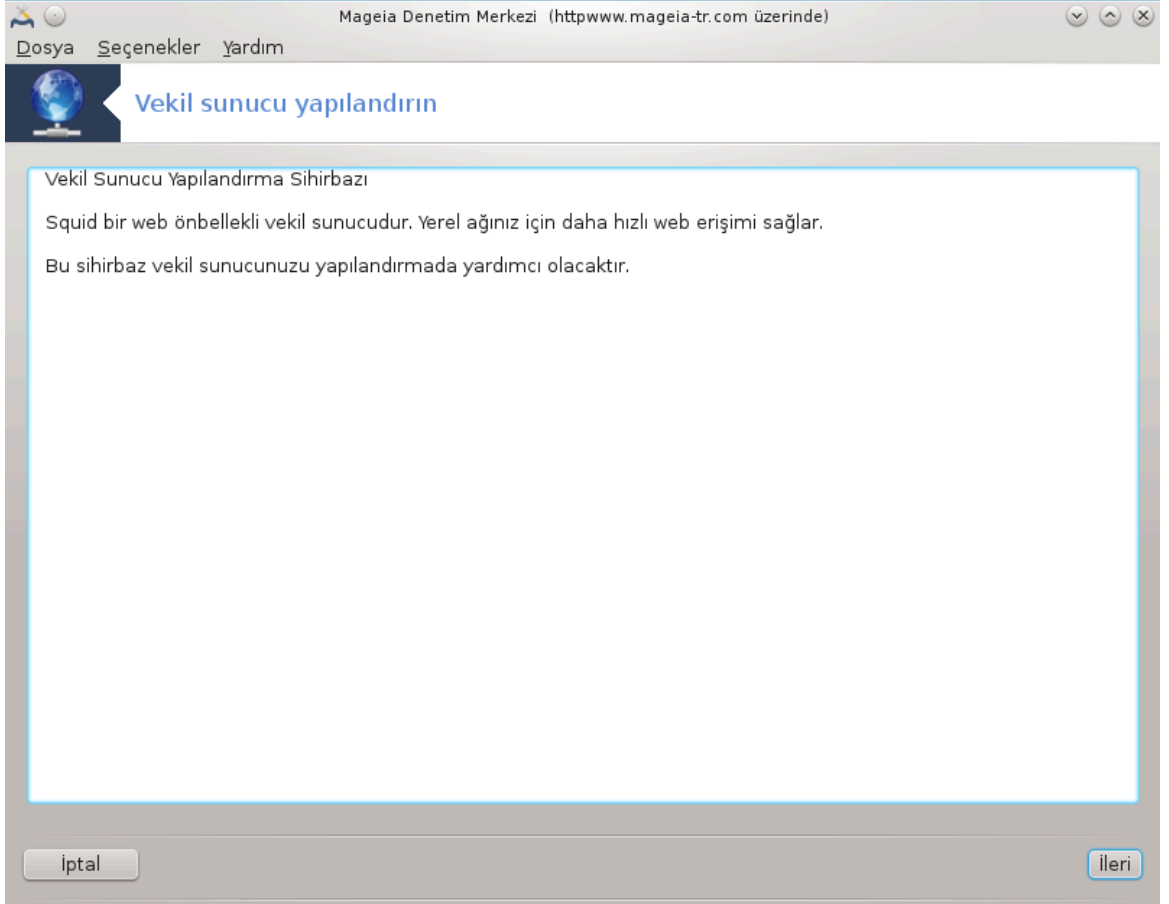 Mageia Denetim Merkezi (httpwww.mageia-tr.com üzerinde)
Dosya Seçenekler Yardım
Vekil sunucu yapılandırın
Vekil Sunucu Yapılandırma Sihirbazı
Squid bir web önbellekli vekil sunucudur. Yerel ağınız için daha hızlı web erişimi sağlar.
Bu sihirbaz vekil sunucunuzu yapılandırmada yardımcı olacaktır.
İptal
İleri